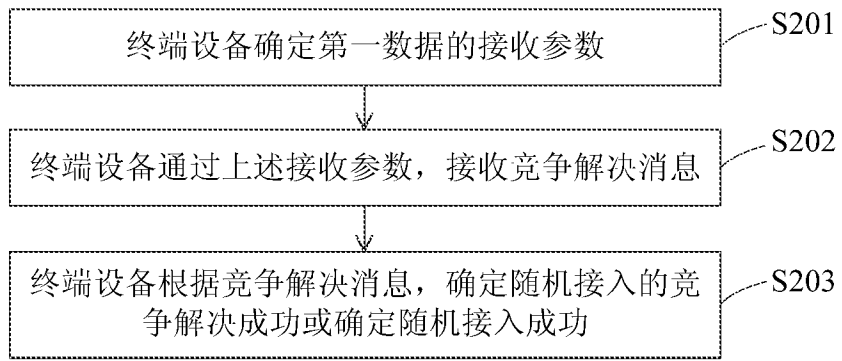 终端设备确定第一数据的接收参数
S201
终端设备通过上述接收参数，接收竞争解决消息
S202
终端设备根据竞争解决消息，确定随机接入的竞
争解决成功或确定随机接入成功
S203